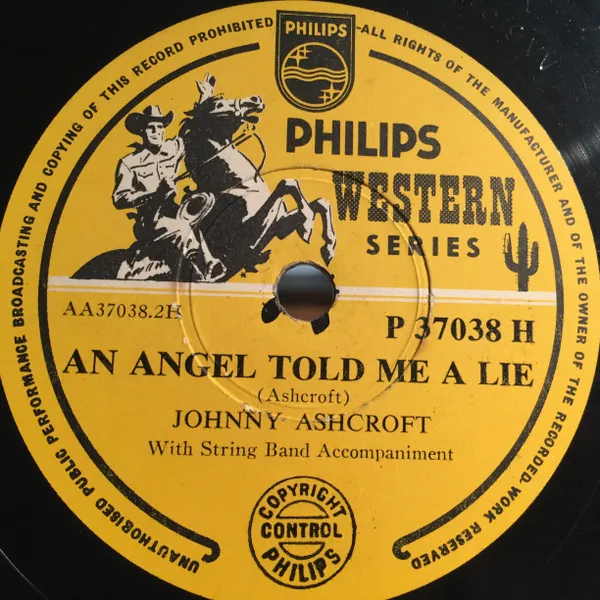 UNAUTHORISED PUBLIC PERFORMANCE BROADCASTING AND COPYING OF THIS RECORD PROHIBITED-ALL RIGHTS OF THE MANUFACTURER AND OF THE OWNER OF THE RECORDED WORK RESERVED
PHILIPS
PHILIPS
WESTERN
SERIES
AA37038.2H
P 37038 H
AN ANGEL TOLD ME A LIE
(Ashcroft)
JOHNNY ASHCROFT
With String Band Accompaniment
COPYRIGHT
CONTROL
PHILIPS